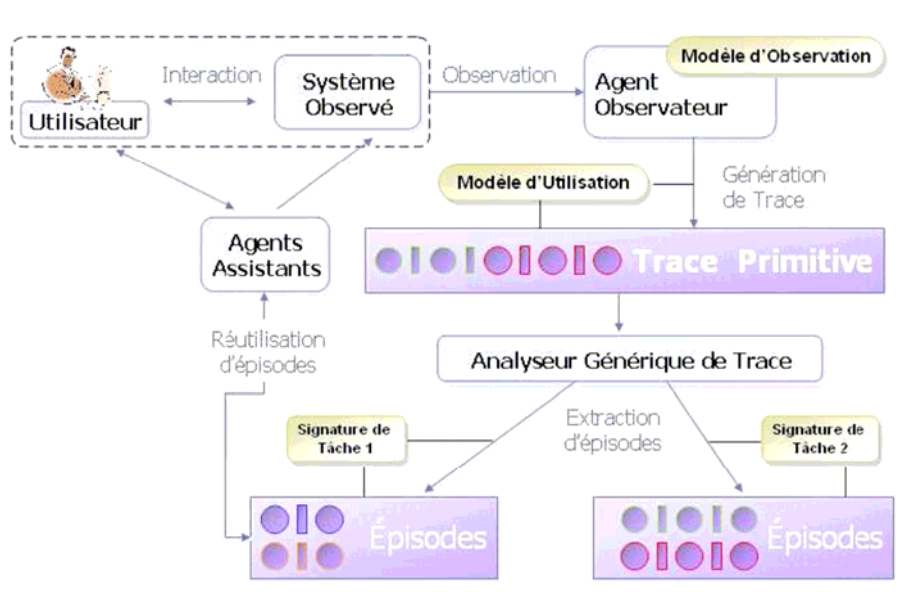 Modèle d'Observation
Interaction
Système
Observé
Observation
Agent
Observateur
Utilisateur
Modèle d'Utilisation
Génération
de Trace
Agents
Assistants
Trace Primitive
Réutilisation
d'épisodes
Analyseur Générique de Trace
Extraction
d'épisodes
Signature de
Tâche 1
Signature de
Tâche 2
Épisodes
Épisodes